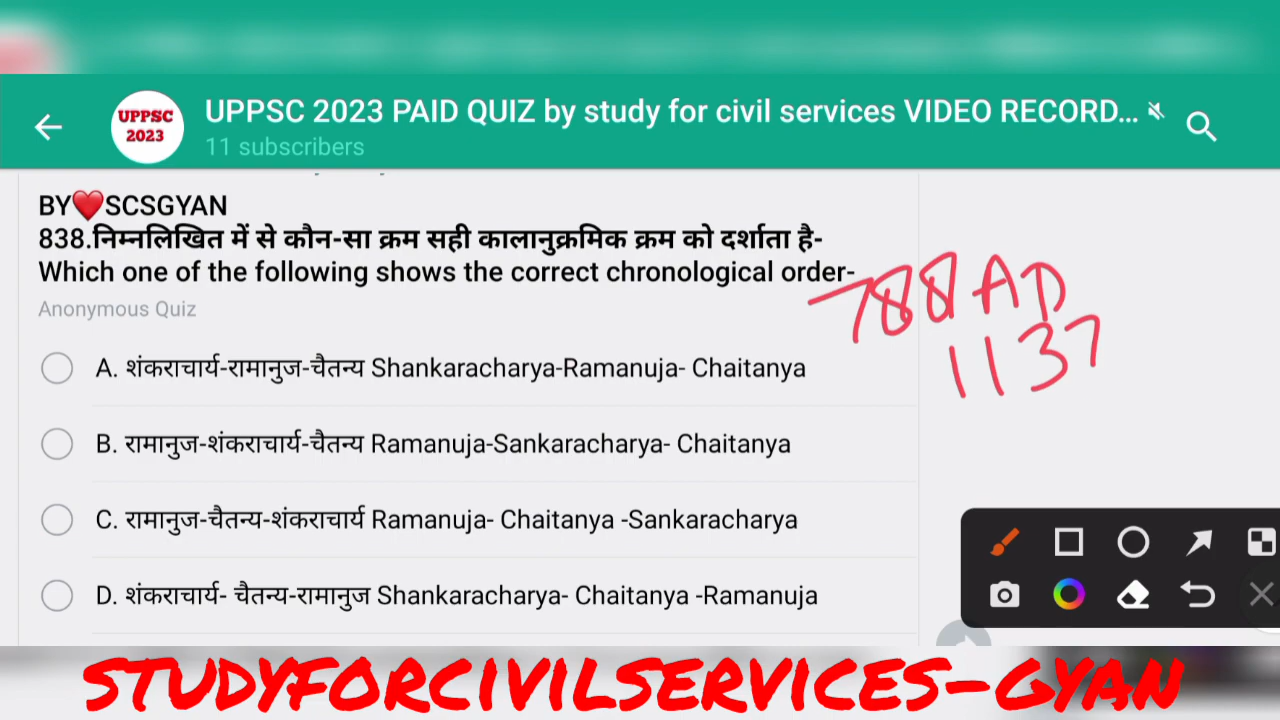 UPPSC 2023 PAID QUIZ by study for civil services VIDEO RECORD...
UPPSC
2023
11 subscribers
BY❤️SCSGYAN
838.निम्नलिखित में से कौन-सा क्रम सही कालानुक्रमिक क्रम को दर्शाता है-
Which one of the following shows the correct chronological order-
Anonymous Quiz
788 AD
1137
A. शंकराचार्य-रामानुज-चैतन्य Shankaracharya-Ramanuja- Chaitanya
B. रामानुज-शंकराचार्य-चैतन्य Ramanuja-Sankaracharya- Chaitanya
C. रामानुज-चैतन्य-शंकराचार्य Ramanuja- Chaitanya -Sankaracharya
D. शंकराचार्य- चैतन्य-रामानुज Shankaracharya- Chaitanya -Ramanuja
STUDYFORCIVILSERVICES-GYAN